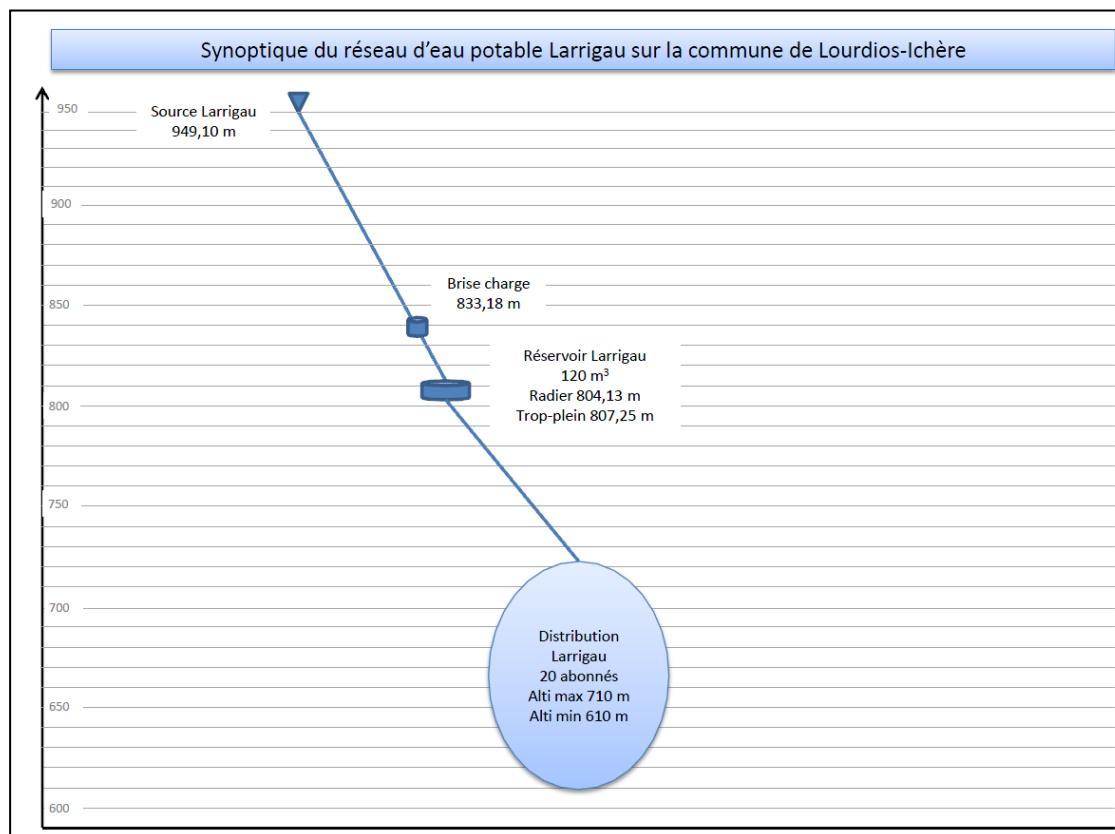 Synoptique du réseau d'eau potable Larrigau sur la commune de Lourdios-Ichère
950
Source Larrigau
949,10 m
900
Brise charge
833,18 m
850
Réservoir Larrigau
120 m³
Radier 804,13 m
Trop-plein 807,25 m
800
750
700
Distribution
Larrigau
20 abonnés
Alti max 710 m
Alti min 610 m
650
600